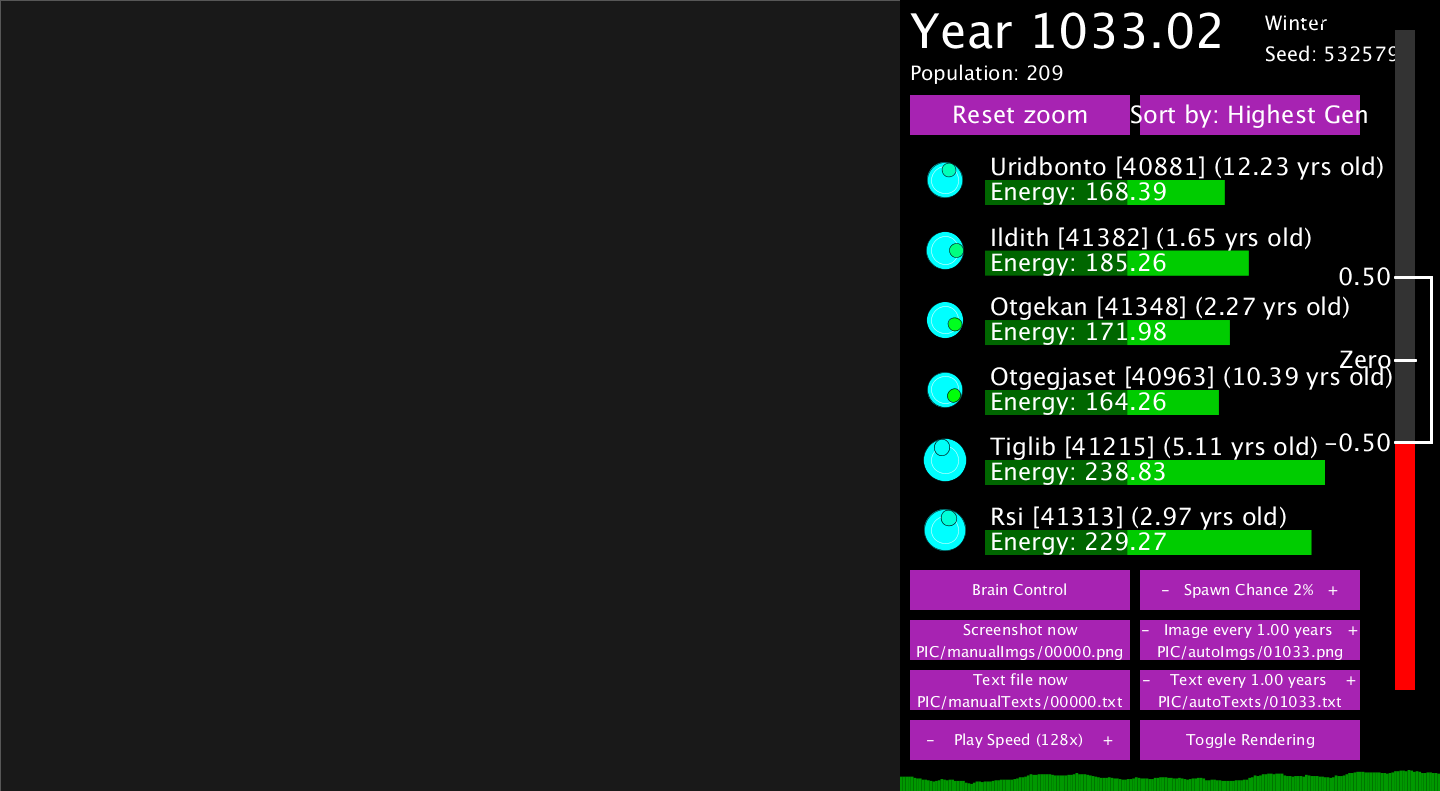 Year 1033.02
Winter
Seed: 532579
Population: 209
Reset zoom
Sort by: Highest Gen
Uridbonto [40881] (12.23 yrs old)
Energy: 168.39
Ildith [41382] (1.65 yrs old)
Energy: 185.26
0.50
Otgekan [41348] (2.27 yrs old)
Energy: 171.98
Zero
Otgegjaset [40963] (10.39 yrs old)
Energy: 164.26
Tiglib [41215] (5.11 yrs old)
-0.50
Energy: 238.83
Rsi [41313] (2.97 yrs old)
Energy: 229.27
Brain Control
- Spawn Chance 2% +
Screenshot now
PIC/manualImgs/00000.png
- Image every 1.00 years +
PIC/autoImgs/01033.png
Text file now
PIC/manualTexts/00000.txt
- Text every 1.00 years +
PIC/autoTexts/01033.txt
- Play Speed (128x) +
Toggle Rendering